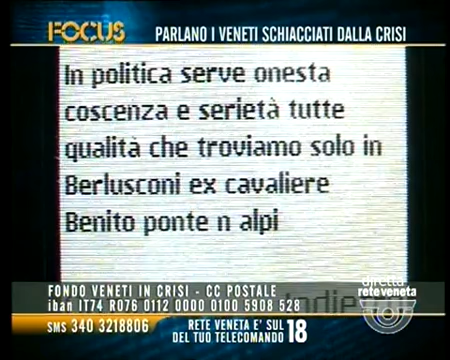 FOCUS
PARLANO I VENETI SCHIACCIATI DALLA CRISI
In politica serve onesta
coscenza e serietà tutte
qualità che troviamo solo in
Berlusconi ex cavaliere
Benito ponte n alpi
FONDO VENETI IN CRISI - CC POSTALE
iban IT74 R076 0112 0000 0100 5908 528
diretta
reteveneta
SMS 340 3218806
RETE VENETA E' SUL
DEL TUO TELECOMANDO 18